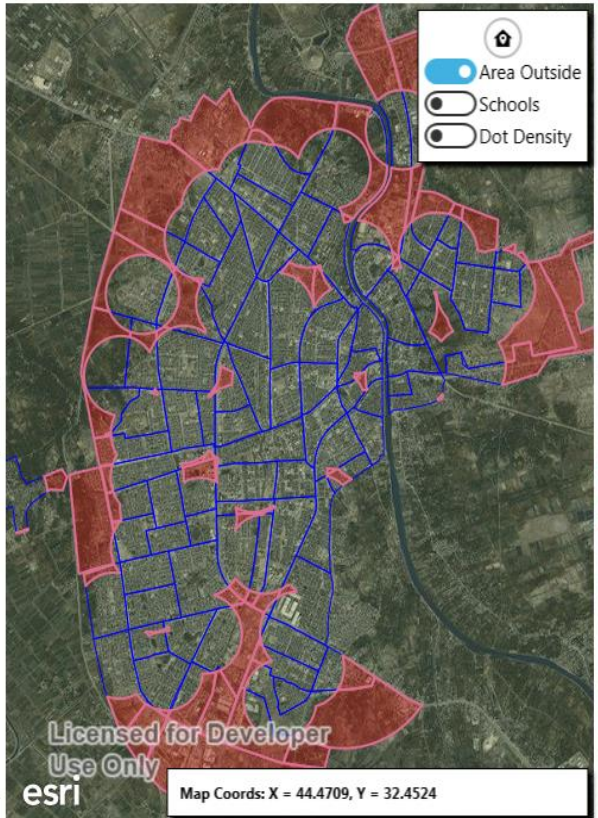 Area Outside
Schools
Dot Density
Licensed for Developer
Use Only
esri
Map Coords: X = 44.4709, Y = 32.4524